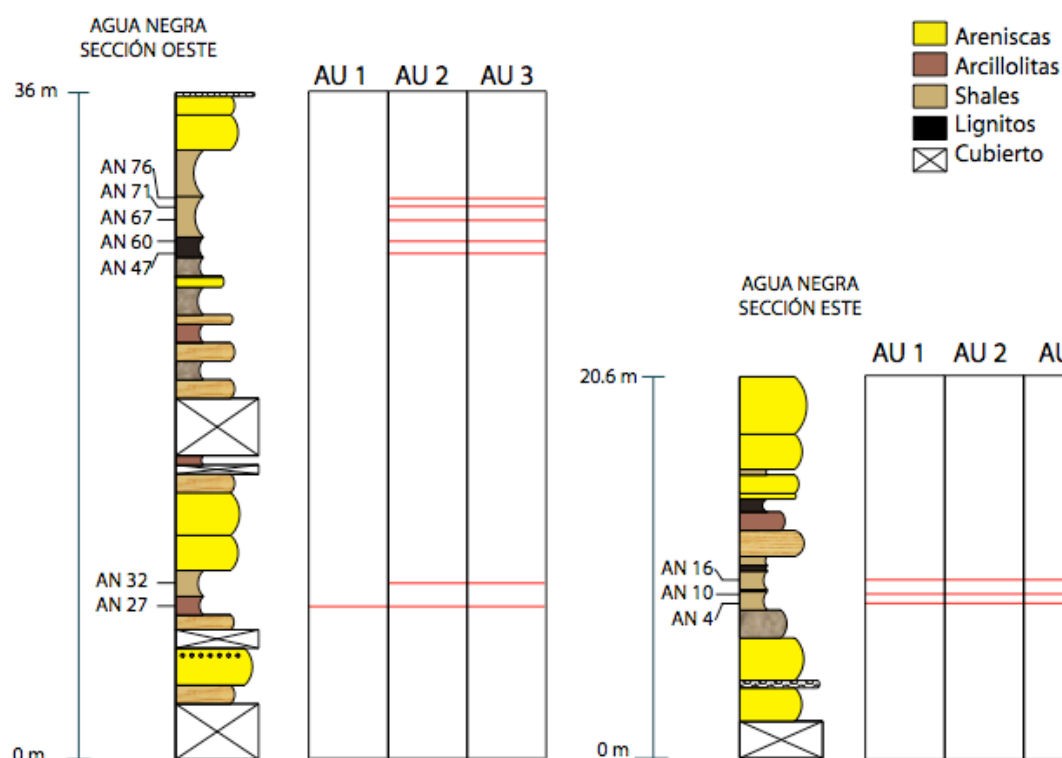 AGUA NEGRA
SECCIÓN OESTE
36 m
AU 1 AU 2 AU 3
AN 76
AN 71
AN 67
AN 60
AN 47
AN 32
AN 27
0 m
Areniscas
Arcillolitas
Shales
Lignitos
Cubierto
AGUA NEGRA
SECCIÓN ESTE
20.6 m
AU 1 AU 2 AU
AN 16
AN 10
AN 4
0 m